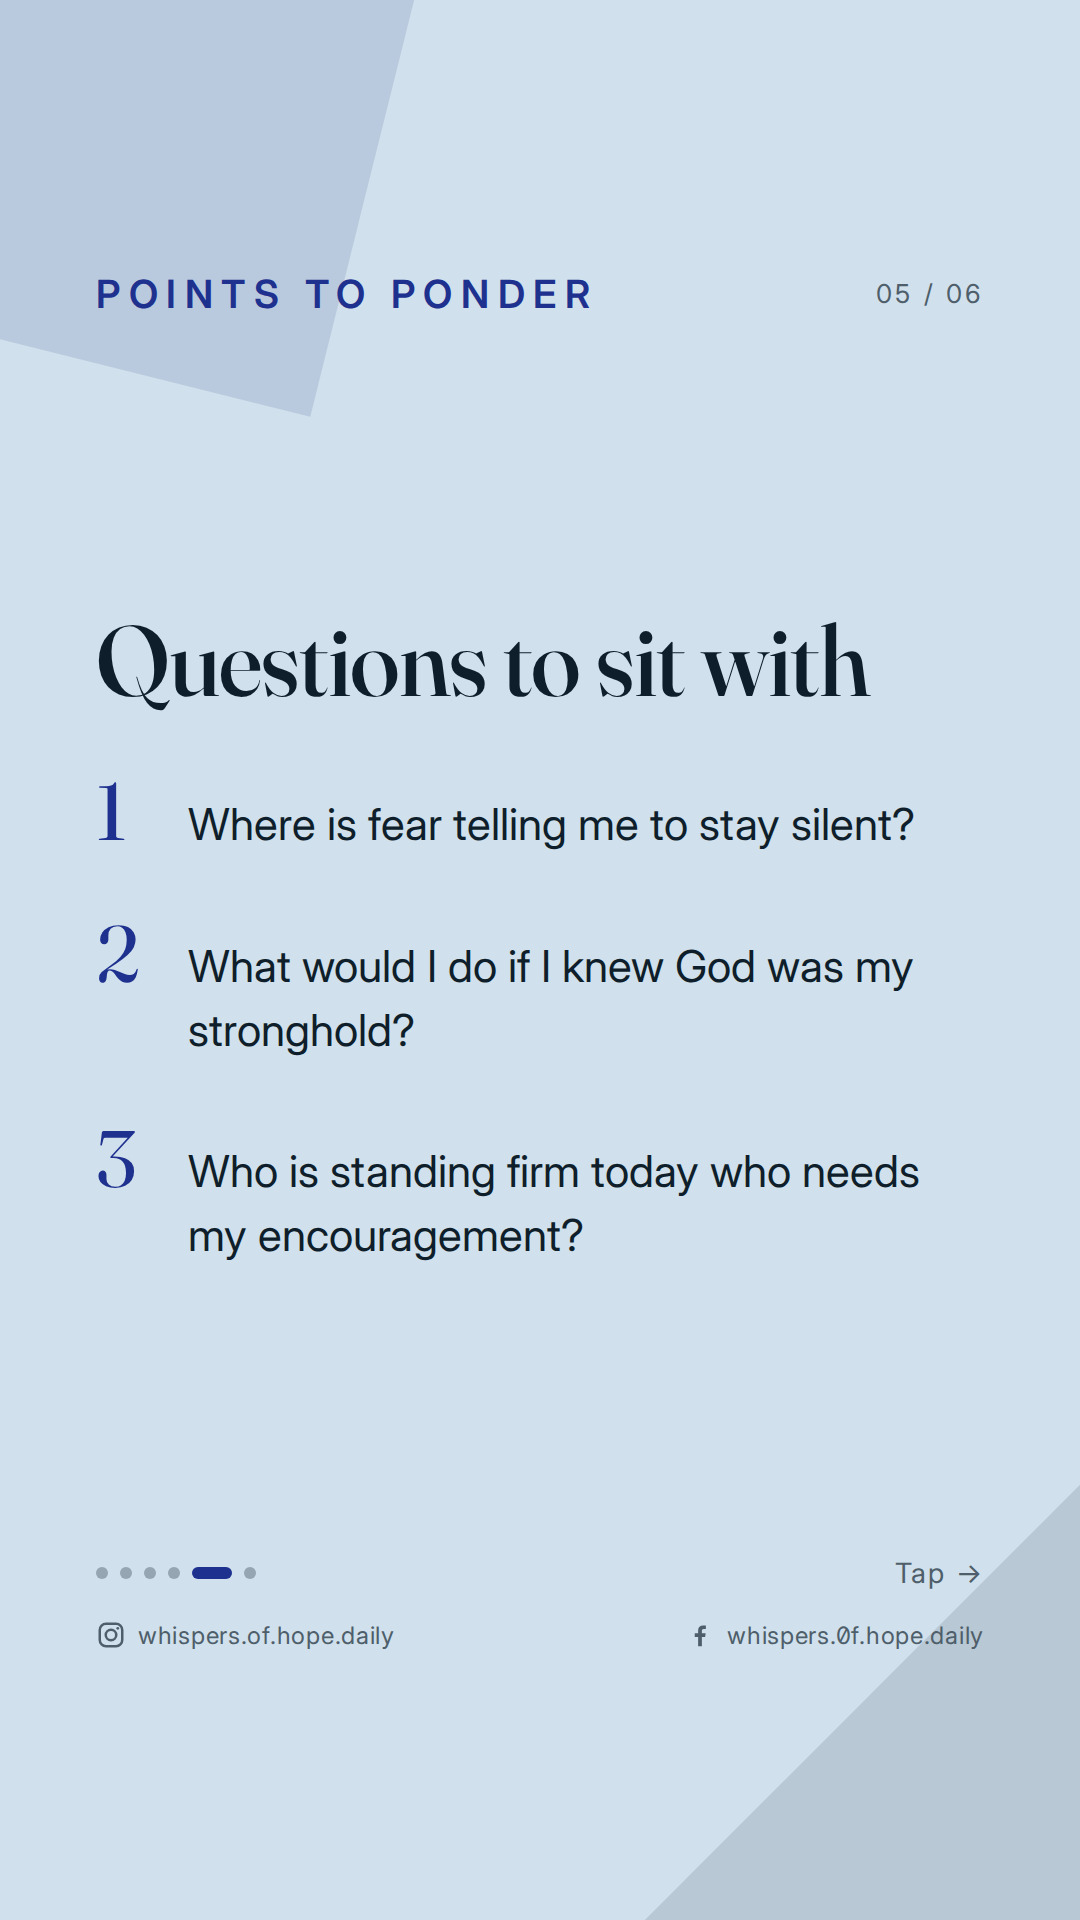 POINTS TO PONDER
05 / 06
Questions to sit with
1 Where is fear telling me to stay silent?
2 What would I do if I knew God was my
stronghold?
3 Who is standing firm today who needs
my encouragement?
Tap →
whispers.of.hope.daily
whispers.0f.hope.daily